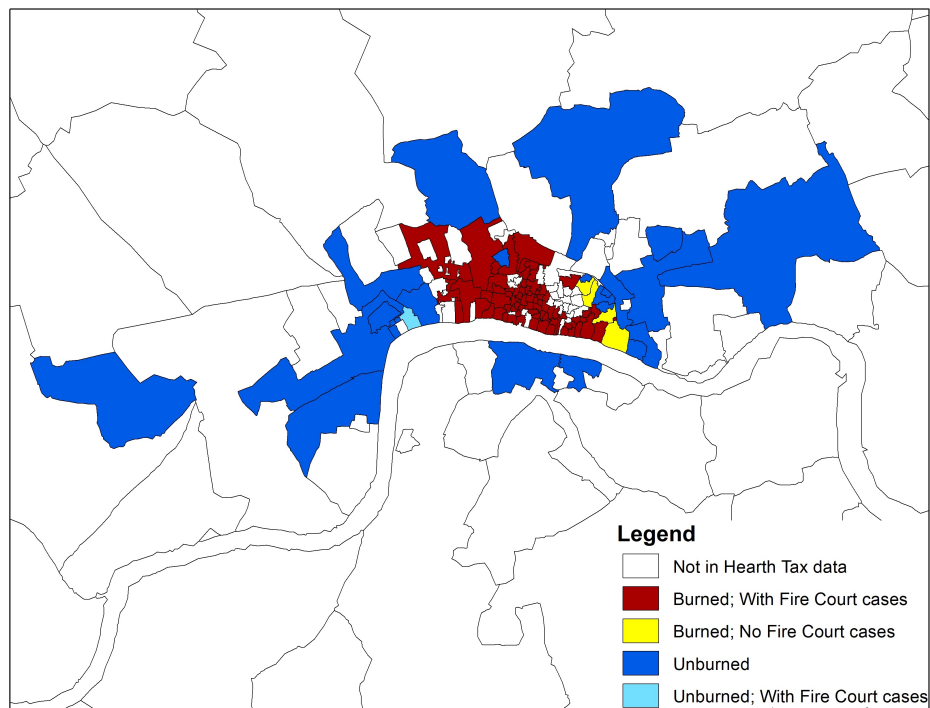 Legend
Not in Hearth Tax data
Burned; With Fire Court cases
Burned; No Fire Court cases
Unburned
Unburned; With Fire Court cases